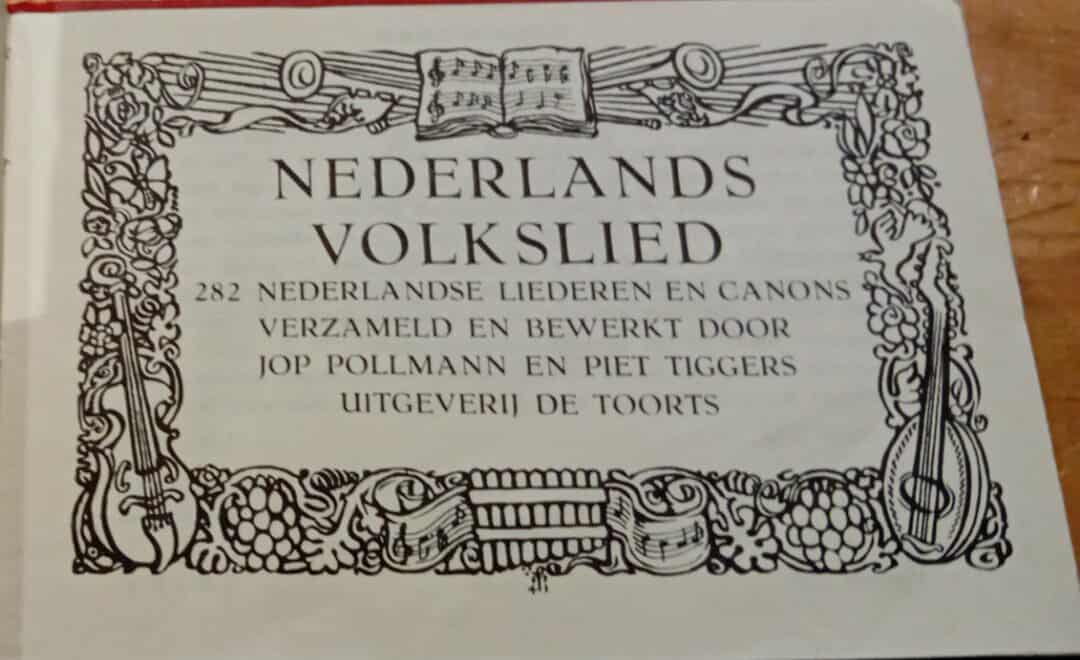 NEDERLANDS
VOLKSLIED
282 NEDERLANDSE LIEDEREN EN CANONS
VERZAMELD EN BEWERKT DOOR
JOP POLLMANN EN PIET TIGGERS
UITGEVERIJ DE TOORTS